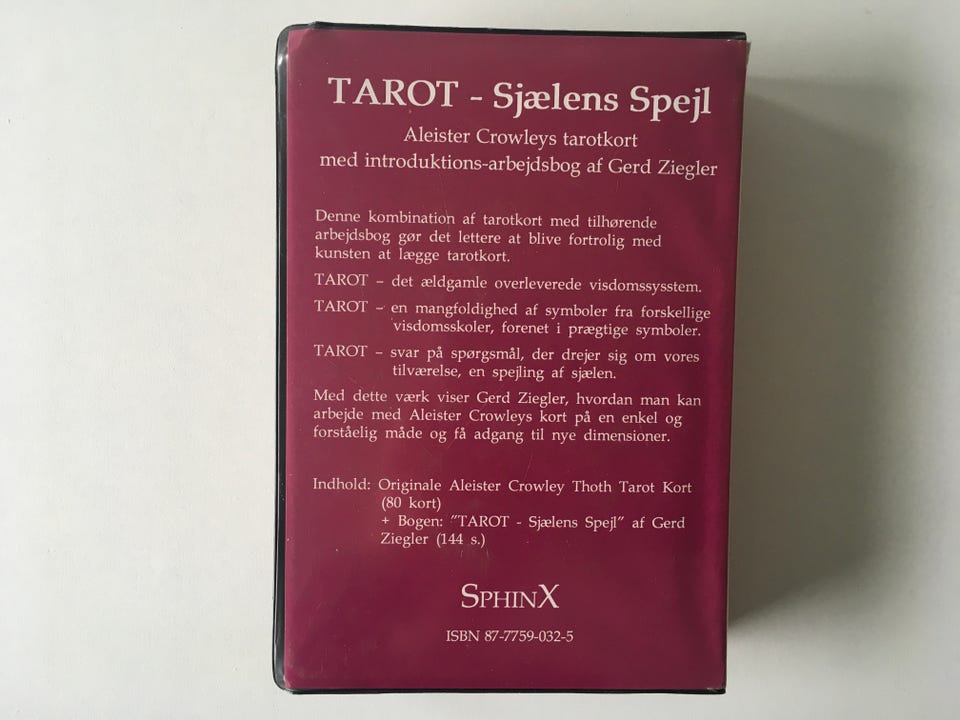 TAROT - Sjælens Spejl
Aleister Crowleys tarotkort
med introduktions-arbejdsbog af Gerd Ziegler
Denne kombination af tarotkort med tilhørende
arbejdsbog gør det lettere at blive fortrolig med
kunsten at lægge tarotkort.
TAROT – det ældgamle overleverede visdomssysstem.
TAROT – en mangfoldighed af symboler fra forskellige
visdomsskoler, forenet i prægtige symboler.
TAROT – svar på spørgsmål, der drejer sig om vores
tilværelse, en spejling af sjælen.
Med dette værk viser Gerd Ziegler, hvordan man kan
arbejde med Aleister Crowleys kort på en enkel og
forståelig måde og få adgang til nye dimensioner.
Indhold: Originale Aleister Crowley Thoth Tarot Kort
(80 kort)
+ Bogen: "TAROT - Sjælens Spejl" af Gerd
Ziegler (144 s.)
SPHINX
ISBN 87-7759-032-5